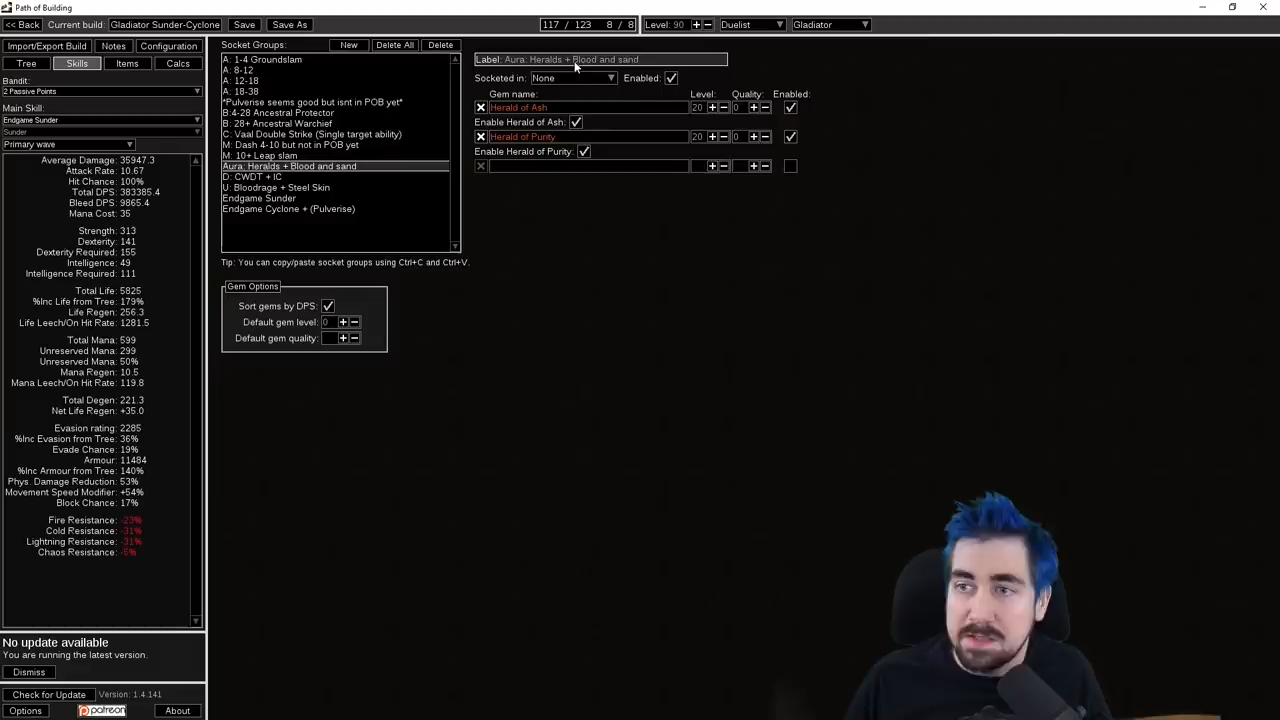 Path of Building
<< Back Current build: Gladiator Sunder-Cyclone Save Save As 117 / 123 8 / 8 Level: 90 + - Duelist Gladiator
Import/Export Build Notes Configuration
Tree Skills Items Calcs
Bandit:
2 Passive Points
Main Skill:
Endgame Sunder
Sunder
Primary wave
Average Damage: 35947.3
Attack Rate: 10.67
Hit Chance: 100%
Total DPS: 383385.4
Bleed DPS: 9865.4
Mana Cost: 35
Strength: 313
Dexterity: 141
Dexterity Required: 155
Intelligence: 49
Intelligence Required: 111
Total Life: 5825
%Inc Life from Tree: 179%
Life Regen: 256.3
Life Leech/On Hit Rate: 1281.5
Total Mana: 599
Unreserved Mana: 299
Unreserved Mana: 50%
Mana Regen: 10.5
Mana Leech/On Hit Rate: 119.8
Total Degen: 221.3
Net Life Regen: +35.0
Evasion rating: 2285
%Inc Evasion from Tree: 36%
Evade Chance: 19%
Armour: 11484
%Inc Armour from Tree: 140%
Phys. Damage Reduction: 53%
Movement Speed Modifier: +54%
Block Chance: 17%
Fire Resistance: -23%
Cold Resistance: -31%
Lightning Resistance: -31%
Chaos Resistance: -6%
No update available
You are running the latest version.
Dismiss
Check for Update Version: 1.4.141
Options patreon About
Socket Groups: New Delete All Delete
A: 1-4 Groundslam
A: 8-12
A: 12-18
A: 18-38
*Pulverise seems good but isnt in POB yet*
B:4-28 Ancestral Protector
B: 28+ Ancestral Warchief
C: Vaal Double Strike (Single target ability)
M: Dash 4-10 but not in POB yet
M: 10+ Leap slam
Aura: Heralds + Blood and sand
D: CWDT + IC
U: Bloodrage + Steel Skin
Endgame Sunder
Endgame Cyclone + (Pulverise)
Tip: You can copy/paste socket groups using Ctrl+C and Ctrl+V.
Gem Options
Sort gems by DPS:
Default gem level: 0 + -
Default gem quality: + -
Label: Aura: Heralds + Blood and sand
Socketed in: None Enabled:
Gem name: Level: Quality: Enabled:
Herald of Ash 20 + - 0 + -
Enable Herald of Ash:
Herald of Purity 20 + - 0 + -
Enable Herald of Purity:
+ - + -